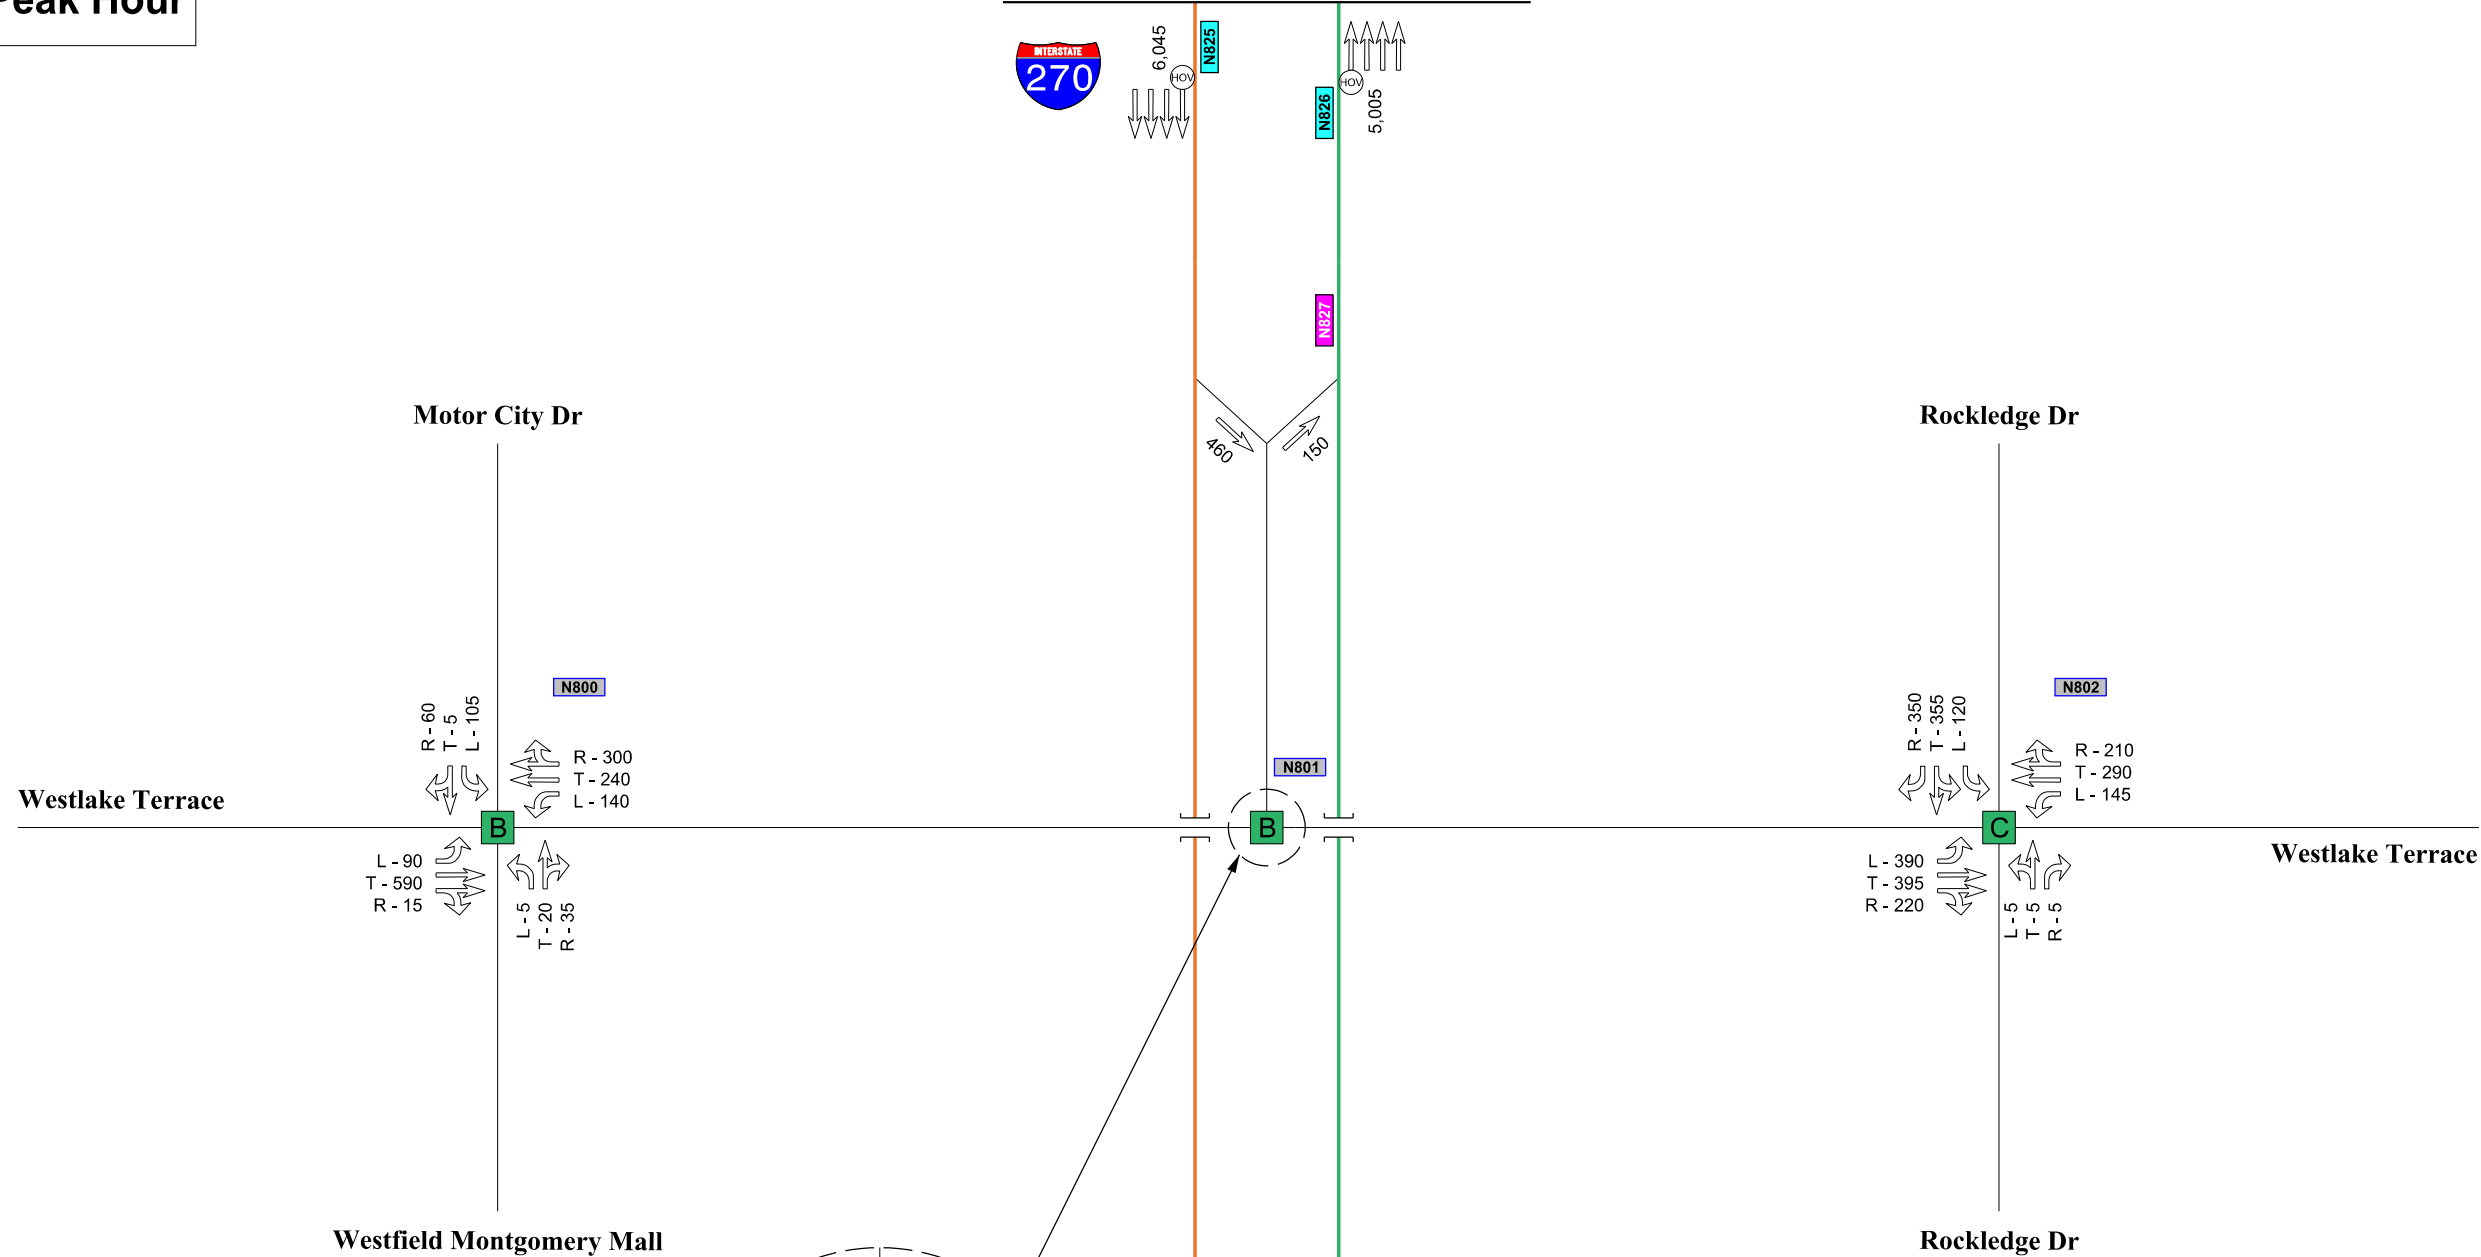 Peak Hour
INTERSTATE
270
6,045
HOV
N825
N826
HOV
5,005
N827
460
150
Motor City Dr
Rockledge Dr
N800
R - 60
T - 5
L - 105
R - 300
T - 240
L - 140
Westlake Terrace
B
L - 90
T - 590
R - 15
L - 5
T - 20
R - 35
N801
B
N802
R - 350
T - 355
L - 120
R - 210
T - 290
L - 145
C
Westlake Terrace
L - 390
T - 395
R - 220
L - 5
T - 5
R - 5
Westfield Montgomery Mall
Rockledge Dr